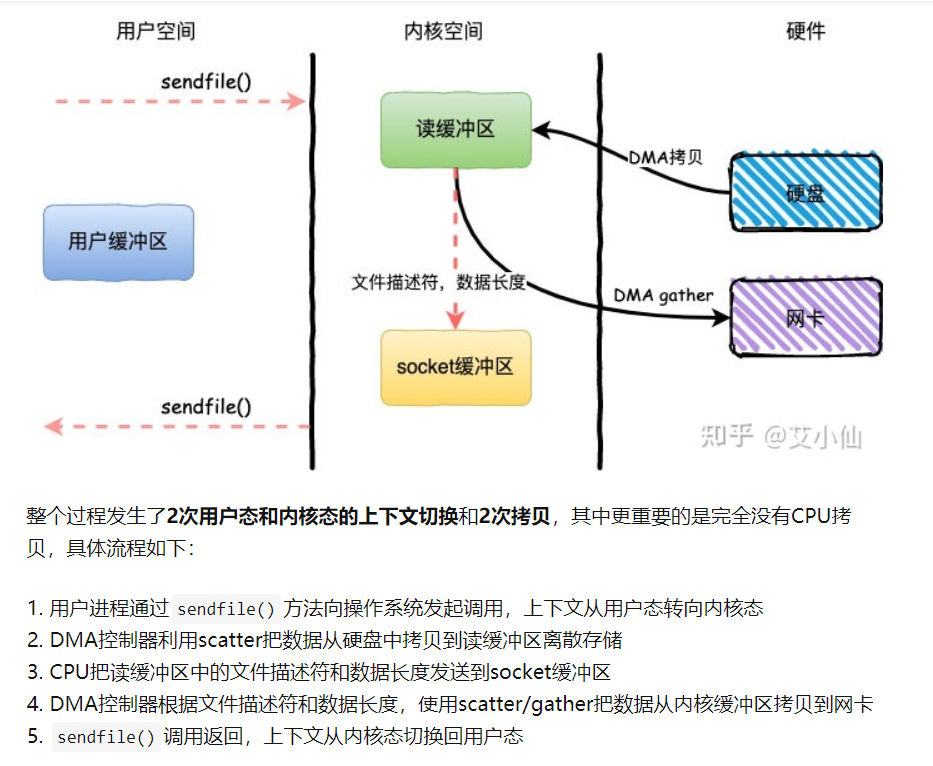 用户空间 内核空间 硬件
sendfile()
读缓冲区
DMA拷贝
硬盘
用户缓冲区
文件描述符，数据长度
DMA gather
网卡
socket缓冲区
sendfile()
知乎 @艾小仙
整个过程发生了2次用户态和内核态的上下文切换和2次拷贝，其中更重要的是完全没有CPU拷
贝，具体流程如下：
1. 用户进程通过 sendfile() 方法向操作系统发起调用，上下文从用户态转向内核态
2. DMA控制器利用scatter把数据从硬盘中拷贝到读缓冲区离散存储
3. CPU把读缓冲区中的文件描述符和数据长度发送到socket缓冲区
4. DMA控制器根据文件描述符和数据长度，使用scatter/gather把数据从内核缓冲区拷贝到网卡
5. sendfile() 调用返回，上下文从内核态切换回用户态